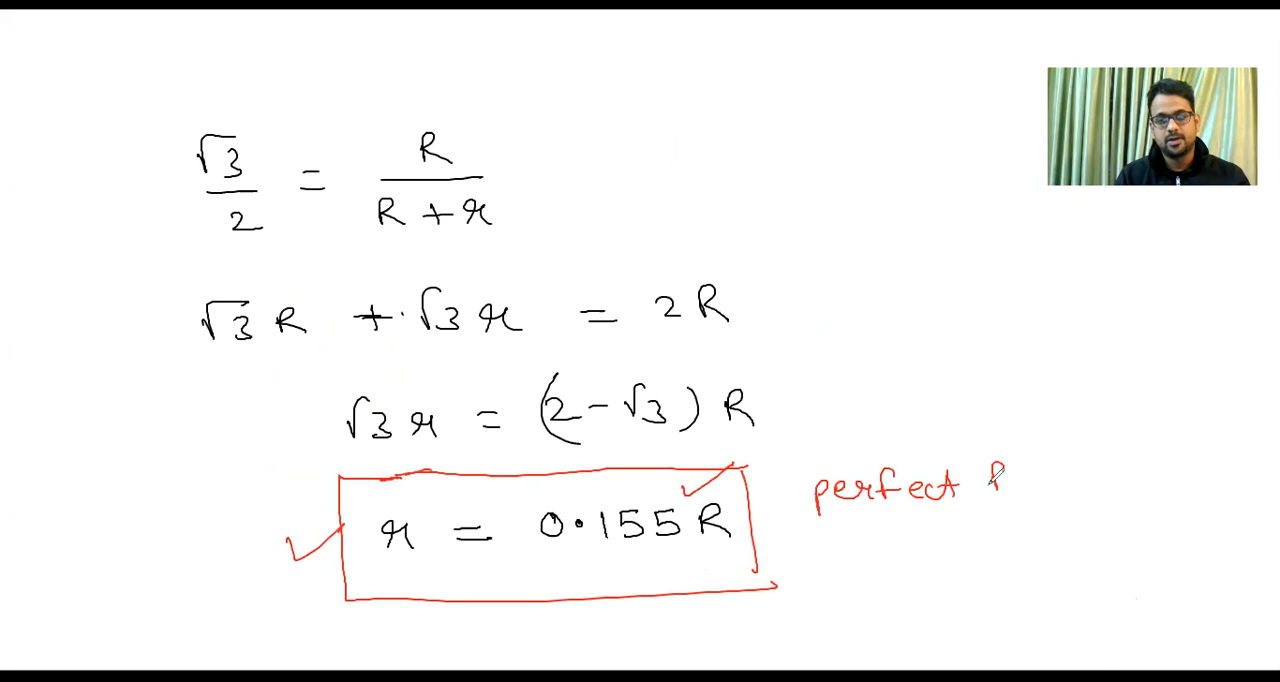 √3/2 = R/(R + r)
√3 R + √3 r = 2R
√3 r = (2 - √3) R
r = 0.155 R
perfect